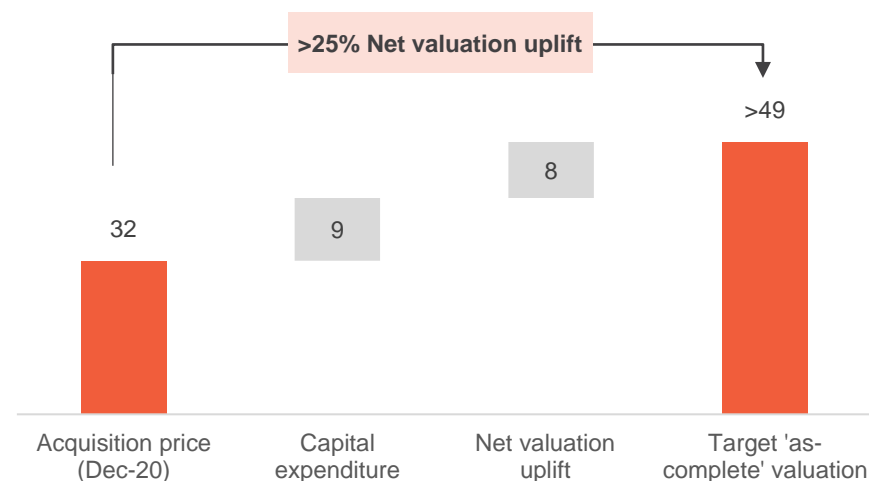 >25% Net valuation uplift
>49
8
32
9
Acquisition price
(Dec-20)
Capital
expenditure
Net valuation
uplift
Target 'as-
complete' valuation